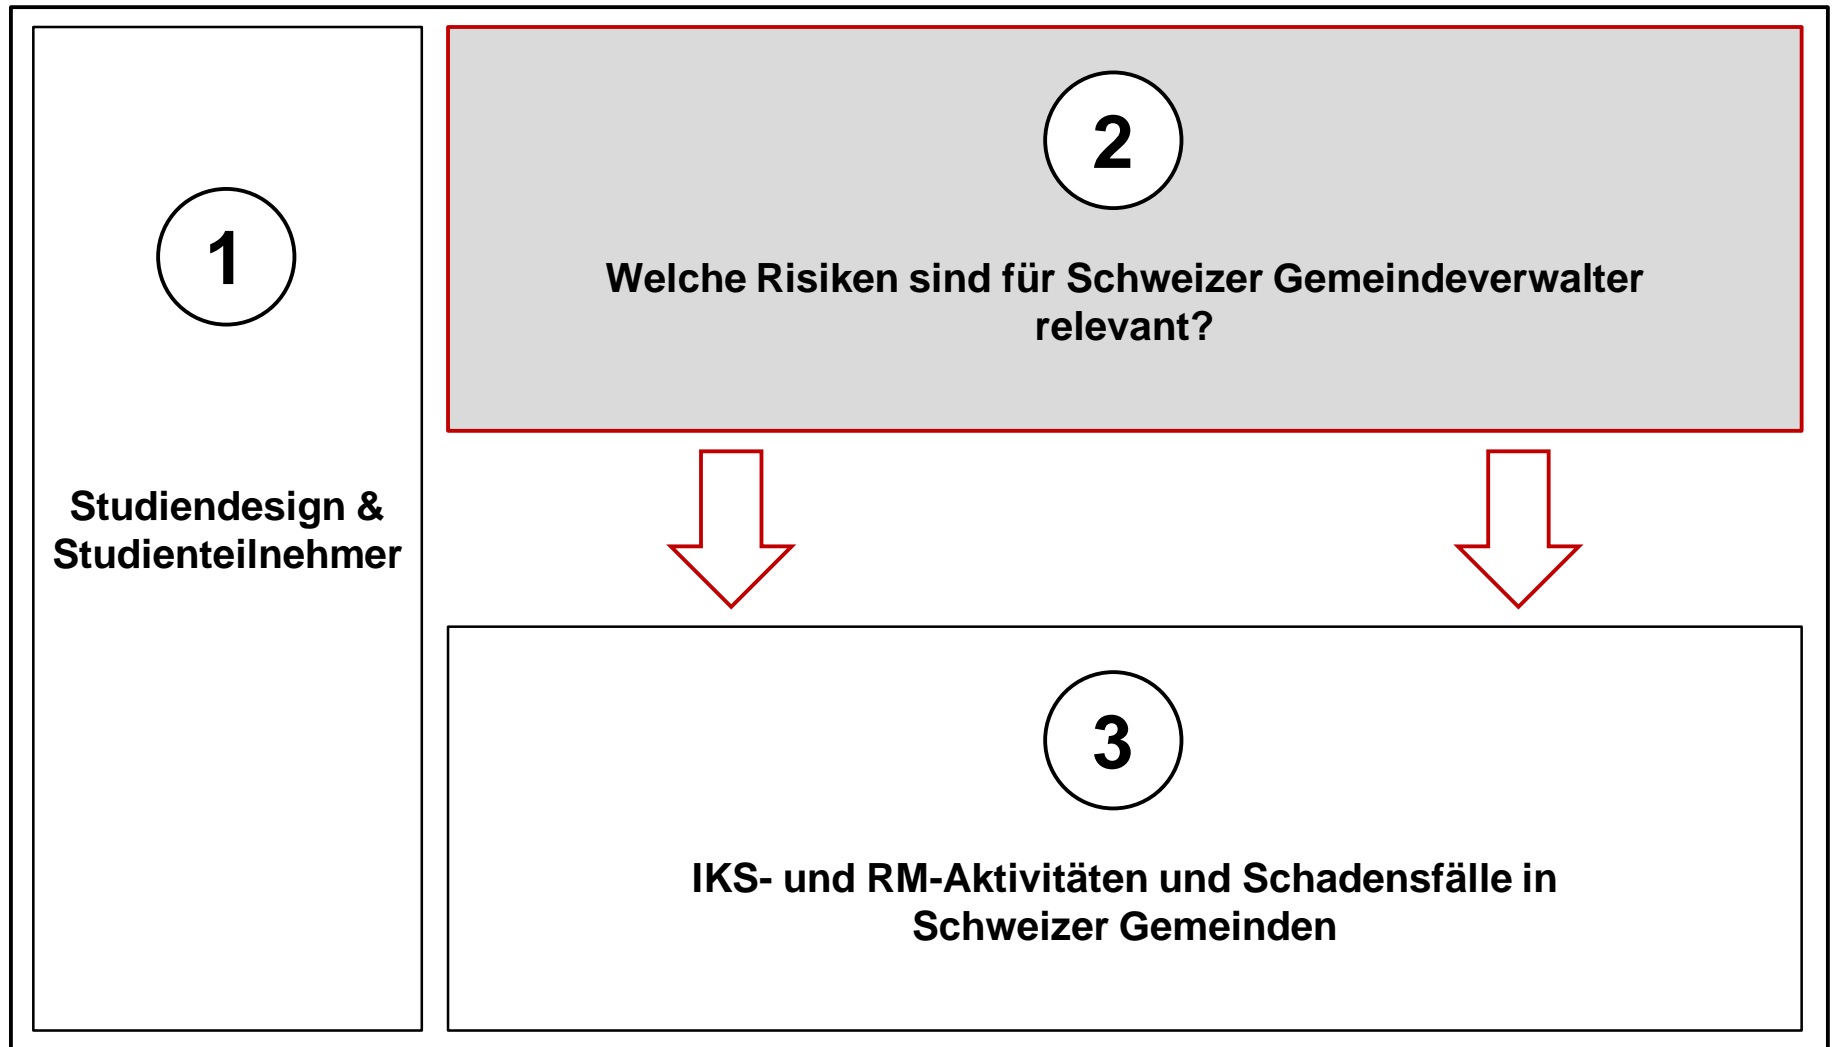 1
Studiendesign &
Studienteilnehmer
2
Welche Risiken sind für Schweizer Gemeindeverwalter
relevant?
3
IKS- und RM-Aktivitäten und Schadensfälle in
Schweizer Gemeinden